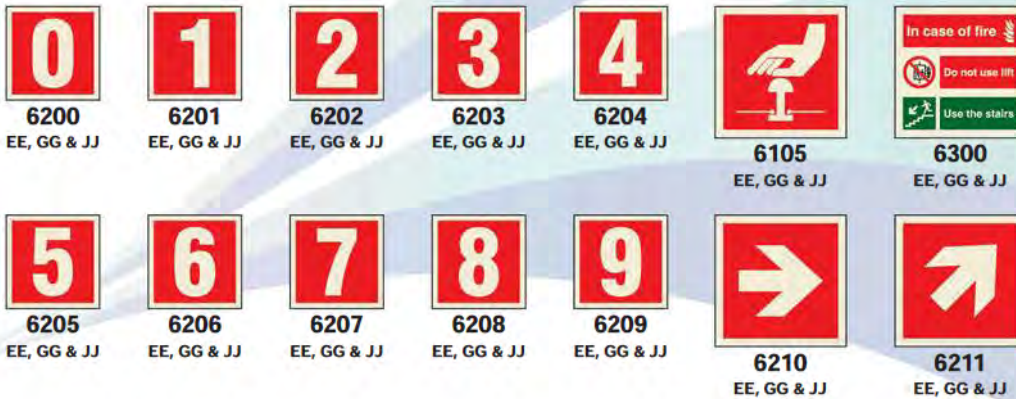 0 1 2 3 4
In case of fire
Do not use lift
Use the stairs
6200 6201 6202 6203 6204
EE, GG & JJ EE, GG & JJ EE, GG & JJ EE, GG & JJ EE, GG & JJ
6105 6300
EE, GG & JJ EE, GG & JJ
5 6 7 8 9
6205 6206 6207 6208 6209
EE, GG & JJ EE, GG & JJ EE, GG & JJ EE, GG & JJ EE, GG & JJ
6210 6211
EE, GG & JJ EE, GG & JJ